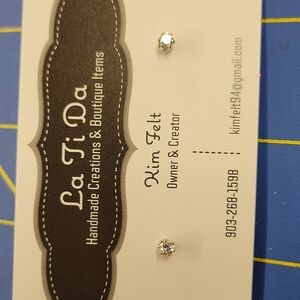 La Ti Da
Handmade Creations & Boutique Items
Kim Felt
Owner & Creator
903-268-1598
kimfelt94@gmail.com